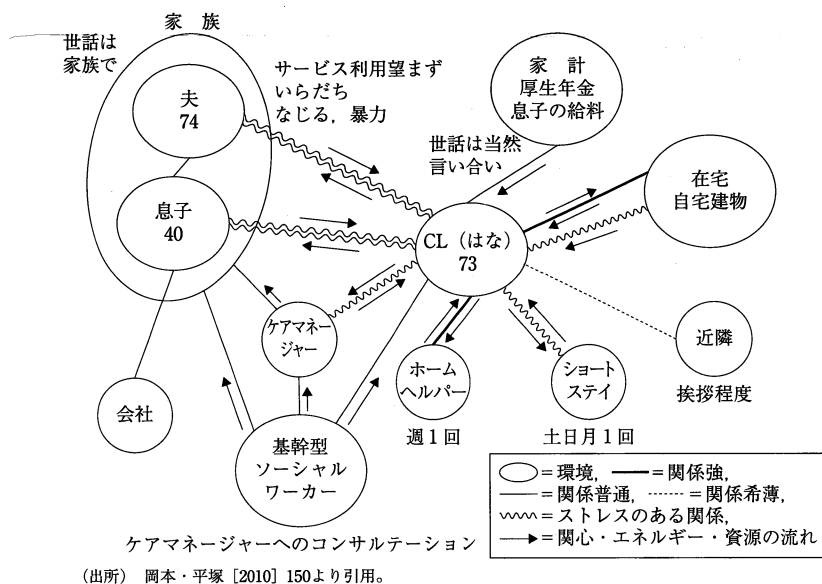 家　族
世話は
家族で
夫
74
サービス利用望まず
いらだち
なじる，暴力
家　計
厚生年金
息子の給料
世話は当然
言い合い
在宅
自宅建物
息子
40
CL（はな）
73
ケアマネー
ジャー
ホーム
ヘルパー
週1回
ショート
ステイ
土日月1回
近隣
挨拶程度
会社
基幹型
ソーシャル
ワーカー
ケアマネージャーへのコンサルテーション
＝環境，　＝関係強，
＝関係普通，　＝関係希薄，
＝ストレスのある関係，
＝関心・エネルギー・資源の流れ
（出所）　岡本・平塚［2010］150より引用。